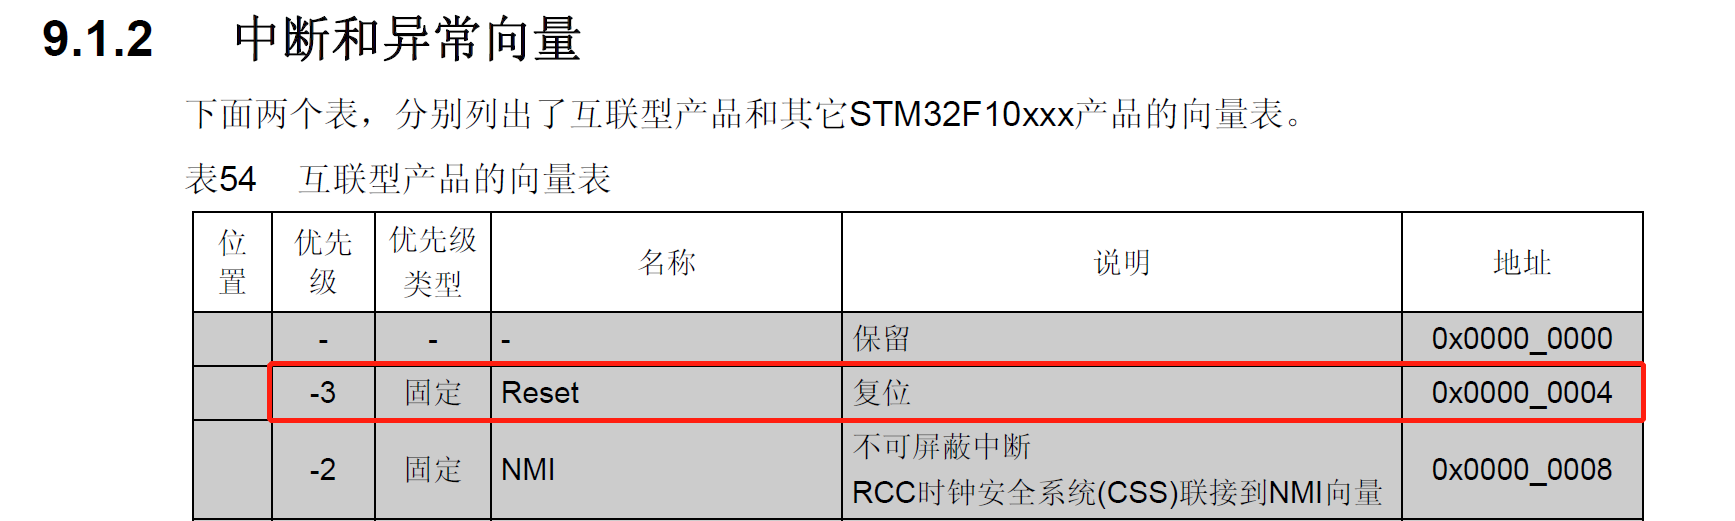 9.1.2 中断和异常向量
下面两个表，分别列出了互联型产品和其它STM32F10xxx产品的向量表。
表54 互联型产品的向量表
位置 优先级 优先级类型 名称 说明 地址
- - - 保留 0x0000_0000
-3 固定 Reset 复位 0x0000_0004
-2 固定 NMI 不可屏蔽中断
RCC时钟安全系统(CSS)联接到NMI向量 0x0000_0008